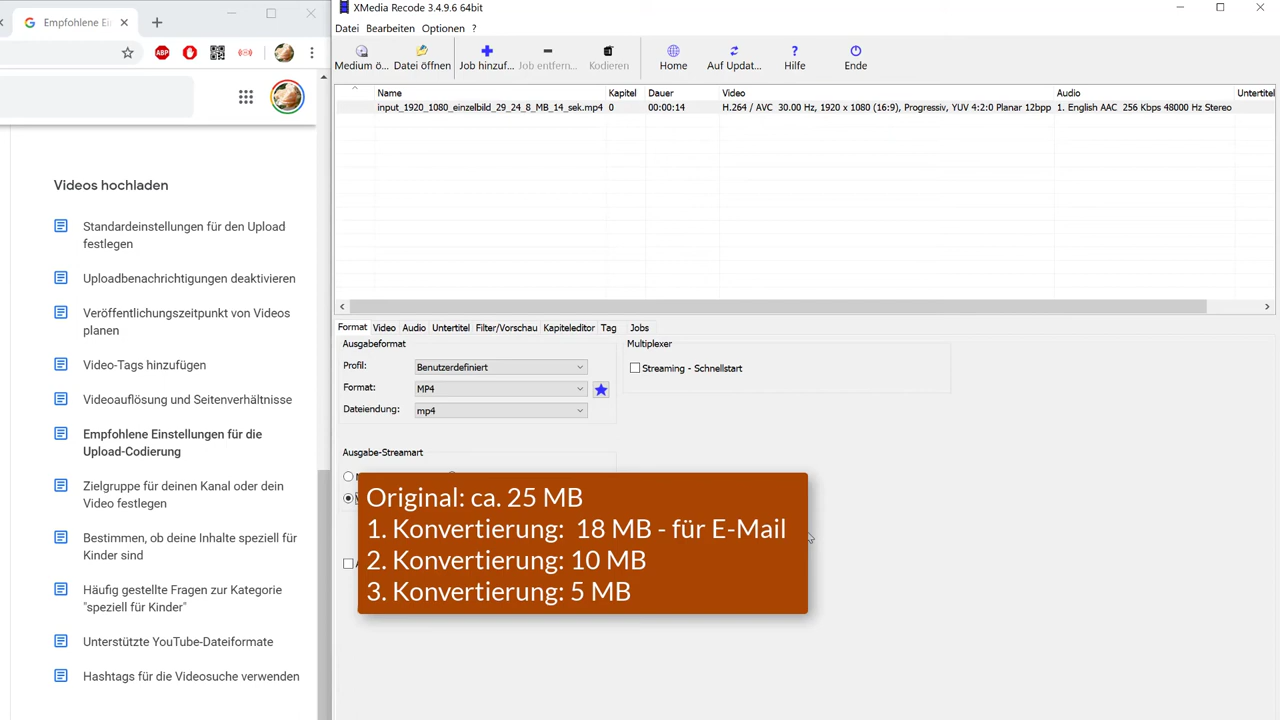 Empfohlene Ei
ABP
Videos hochladen
Standardeinstellungen für den Upload
festlegen
Uploadbenachrichtigungen deaktivieren
Veröffentlichungszeitpunkt von Videos
planen
Video-Tags hinzufügen
Videoauflösung und Seitenverhältnisse
Empfohlene Einstellungen für die
Upload-Codierung
Zielgruppe für deinen Kanal oder dein
Video festlegen
Bestimmen, ob deine Inhalte speziell für
Kinder sind
Häufig gestellte Fragen zur Kategorie
"speziell für Kinder"
Unterstützte YouTube-Dateiformate
Hashtags für die Videosuche verwenden
XMedia Recode 3.4.9.6 64bit
Datei Bearbeiten Optionen ?
Medium ö... Datei öffnen Job hinzuf... Job entfern... Kodieren Home Auf Updat... Hilfe Ende
Name Kapitel Dauer Video Audio Untertitel
input_1920_1080_einzelbild_29_24_8_MB_14_sek.mp4 0 00:00:14 H.264 / AVC 30.00 Hz, 1920 x 1080 (16:9), Progressiv, YUV 4:2:0 Planar 12bpp 1. English AAC 256 Kbps 48000 Hz Stereo
Format Video Audio Untertitel Filter/Vorschau Kapiteleditor Tag Jobs
Ausgabeformat Multiplexer
Profil: Benutzerdefiniert Streaming - Schnellstart
Format: MP4
Dateiendung: mp4
Ausgabe-Streamart
Original: ca. 25 MB
1. Konvertierung: 18 MB - für E-Mail
2. Konvertierung: 10 MB
3. Konvertierung: 5 MB